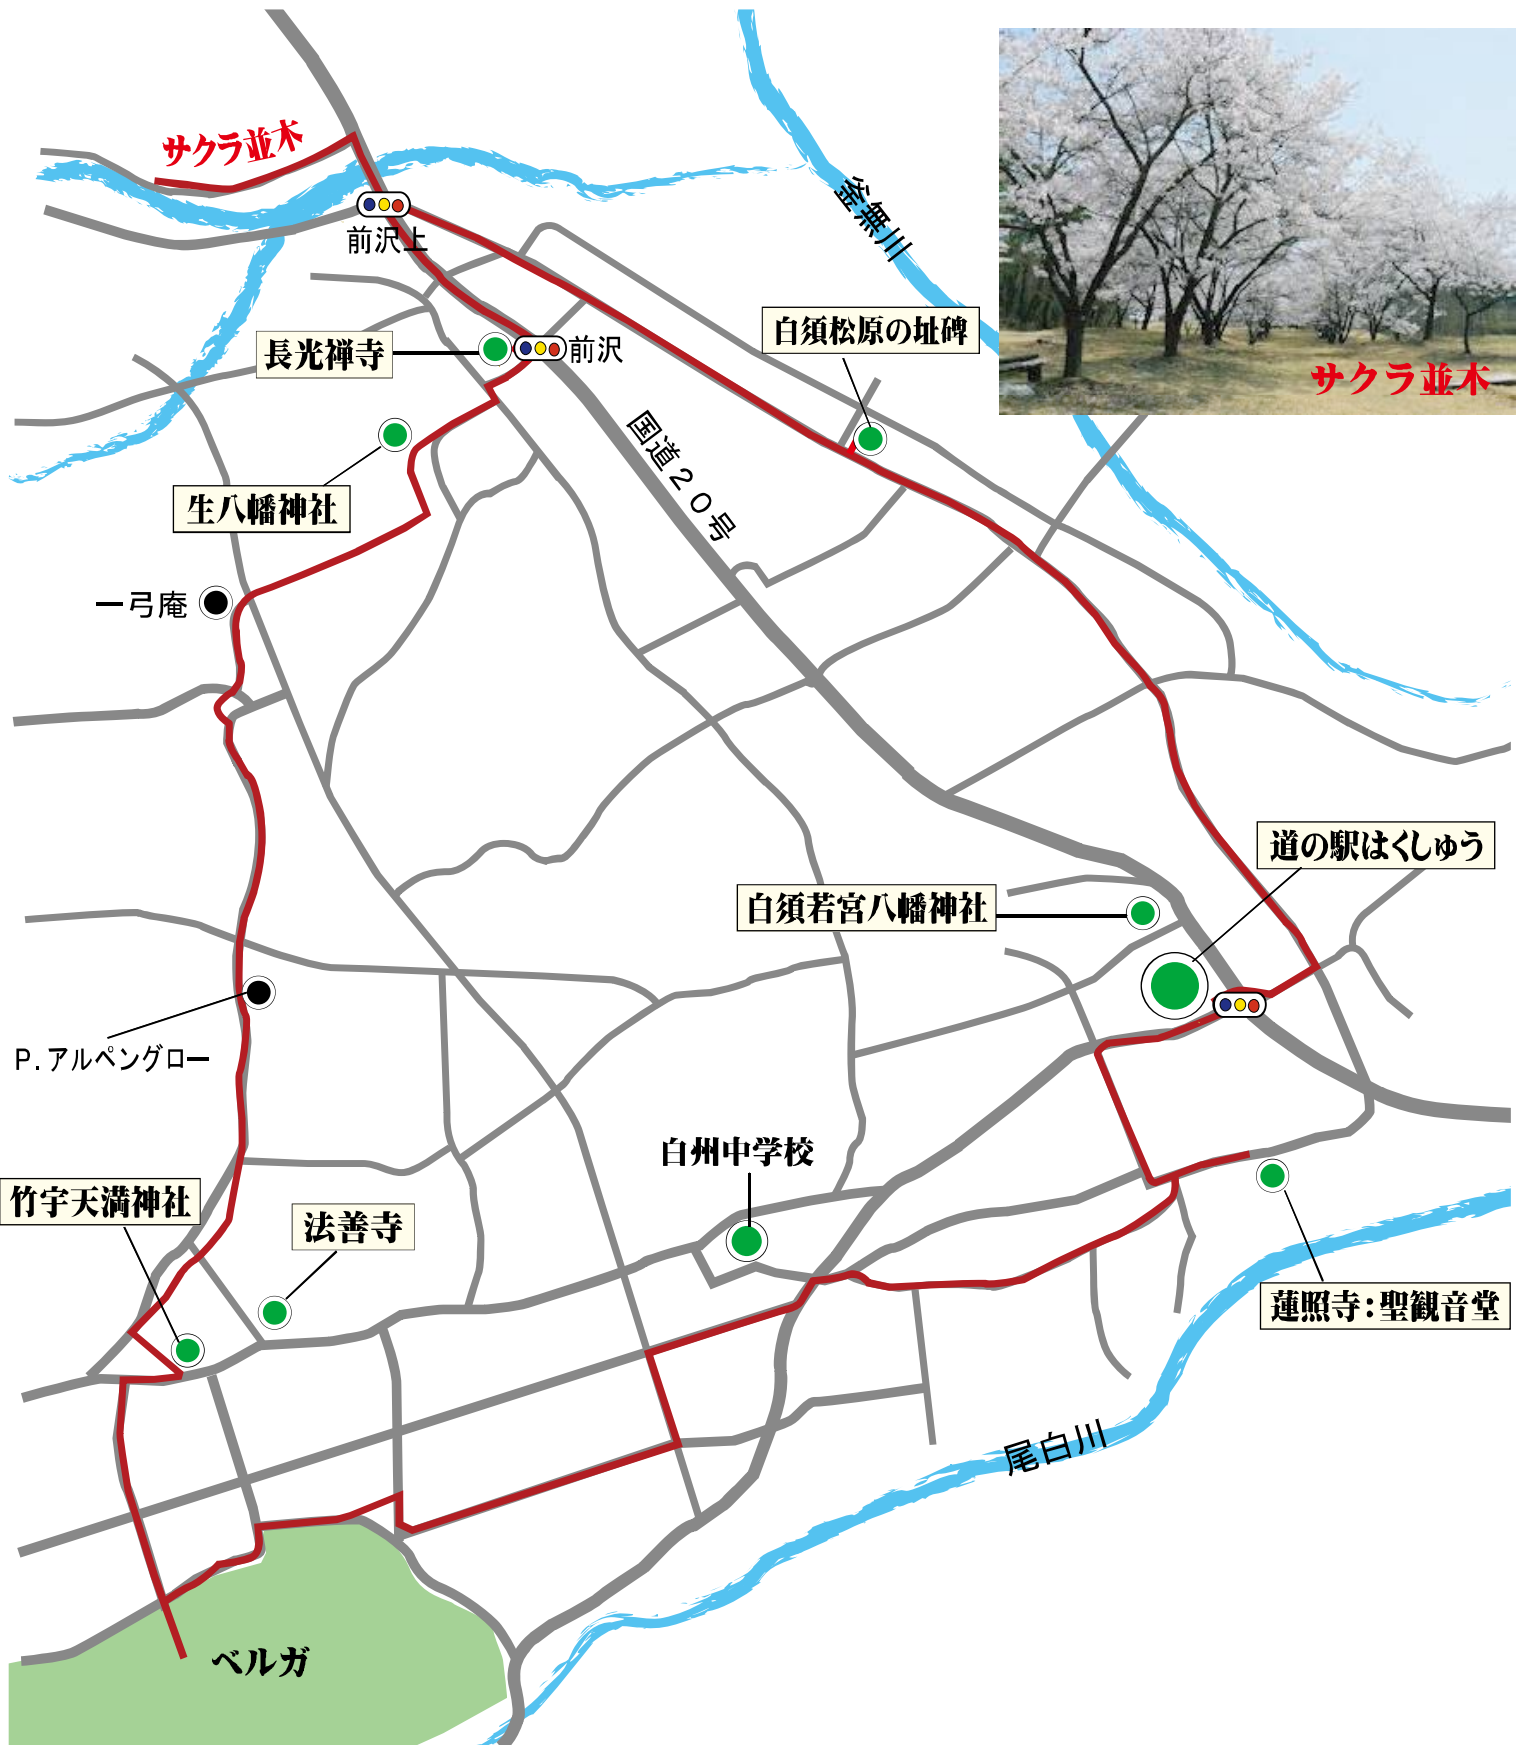 サクラ並木
釜無川
前沢上
白須松原の址碑
長光禅寺
前沢
サクラ並木
国道20号
生八幡神社
一弓庵
道の駅はくしゅう
白須若宮八幡神社
P.アルペングロー
白州中学校
竹宇天満神社
法善寺
蓮照寺:聖観音堂
尾白川
ベルガ